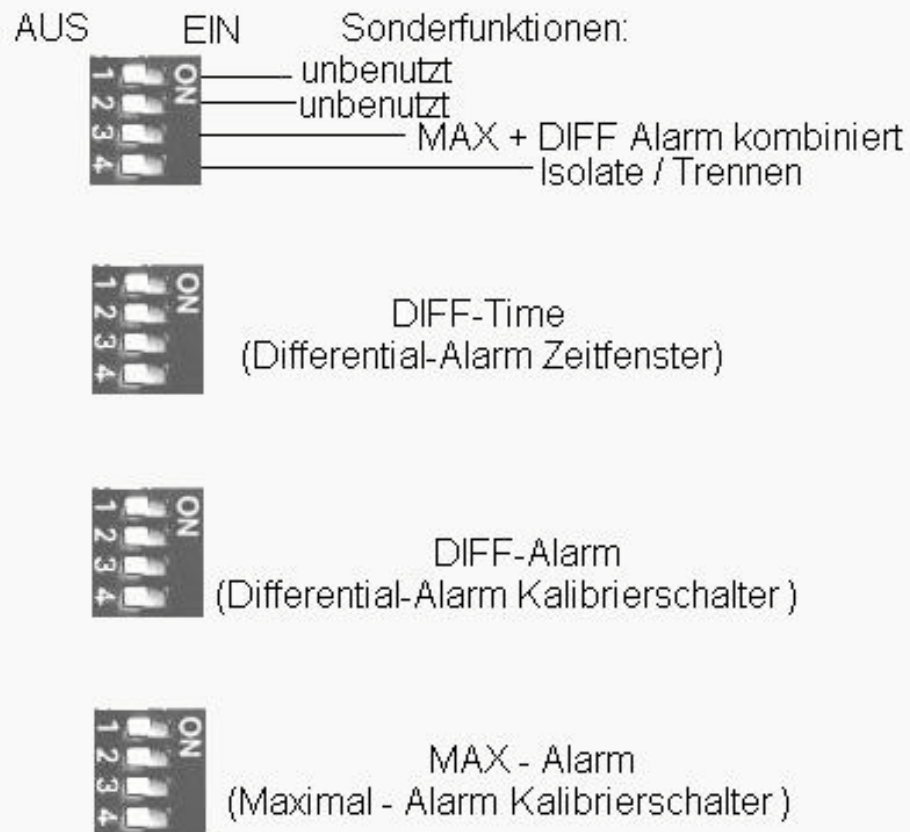 AUS EIN Sonderfunktionen:
1 ON unbenutzt
2 unbenutzt
3 MAX + DIFF Alarm kombiniert
4 Isolate / Trennen
1 ON
2
3
4
DIFF-Time
(Differential-Alarm Zeitfenster)
1 ON
2
3
4
DIFF-Alarm
(Differential-Alarm Kalibrierschalter )
1 ON
2
3
4
MAX - Alarm
(Maximal - Alarm Kalibrierschalter )